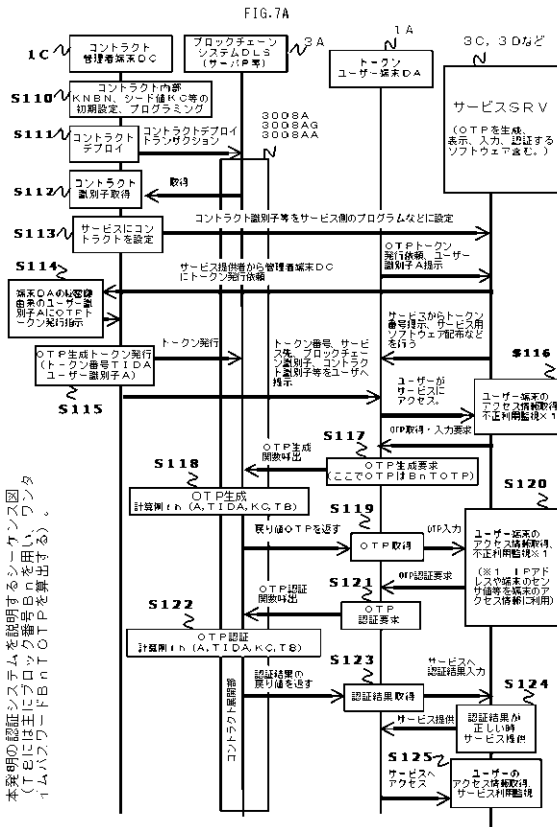 FIG.7A
1C
コントラクト
管理者端末DC
ブロックチェーン
システムDLS
(サーバP等)
3A
1A
トークン
ユーザー端末DA
3C, 3Dなど
サービスSRV
(OTPを生成、
表示、入力、認証する
ソフトウェア含む。)
S110
コントラクト内部
KNBN、シード値KC等の
初期設定、プログラミング
S111
コントラクト
デプロイ
コントラクトデプロイ
トランザクション
3008A
3008AG
3008AA
S112
コントラクト
識別子取得
取得
S113
サービスにコン
トラクトを設定
コントラクト識別子等をサービス側のプログラムなどに設定
OTPトークン
発行依頼、ユーザー
識別子A提示
サービス提供者から管理者端末DC
にトークン発行依頼
S114
端末DAの秘密鍵
由来のユーザー識
別子AにOTPト
ークン発行指示
サービスからトークン
番号提示、サービス用
ソフトウェア配布など
を行う
OTP生成トークン発行
(トークン番号TIDA
ユーザー識別子A)
S115
トークン発行
トークン番号、サービ
ス先、ブロックチェー
ン識別子、コントラク
ト識別子等をユーザへ
提示
ユーザーが
サービスに
アクセス。
S116
ユーザー端末の
アクセス情報取得、
不正利用監視※1
OTP取得・入力要求
S117
OTP生成要求
(ここでOTPはBnTOTP)
OTP生成
関数呼出
S118
OTP生成
計算例fh (A, TIDA, KC, TB)
S119
戻り値OTPを返す
OTP取得
OTP入力
S120
ユーザー端末の
アクセス情報取得、
不正利用監視※1
(※1 IPアド
レスや端末のセンサ
値等を端末のアク
セス情報に利用)
OTP認証要求
S121
OTP
認証要求
OTP認証
関数呼出
S122
OTP認証
計算例fh (A, TIDA, KC, TB)
認証結果の
戻り値を返す
S123
認証結果取得
サービスへ
認証結果入力
S124
認証結果が
正しい時
サービス提供
サービス提供
S125
サービスへ
アクセス
ユーザーの
アクセス情報取得、
サービス利用監視
コントラクト展開部
本発明の認証システムを説明するシーケンス図
(TBには主にブロック番号Bnを用い、ワンタ
イムパスワードBnTOTPを算出する)。